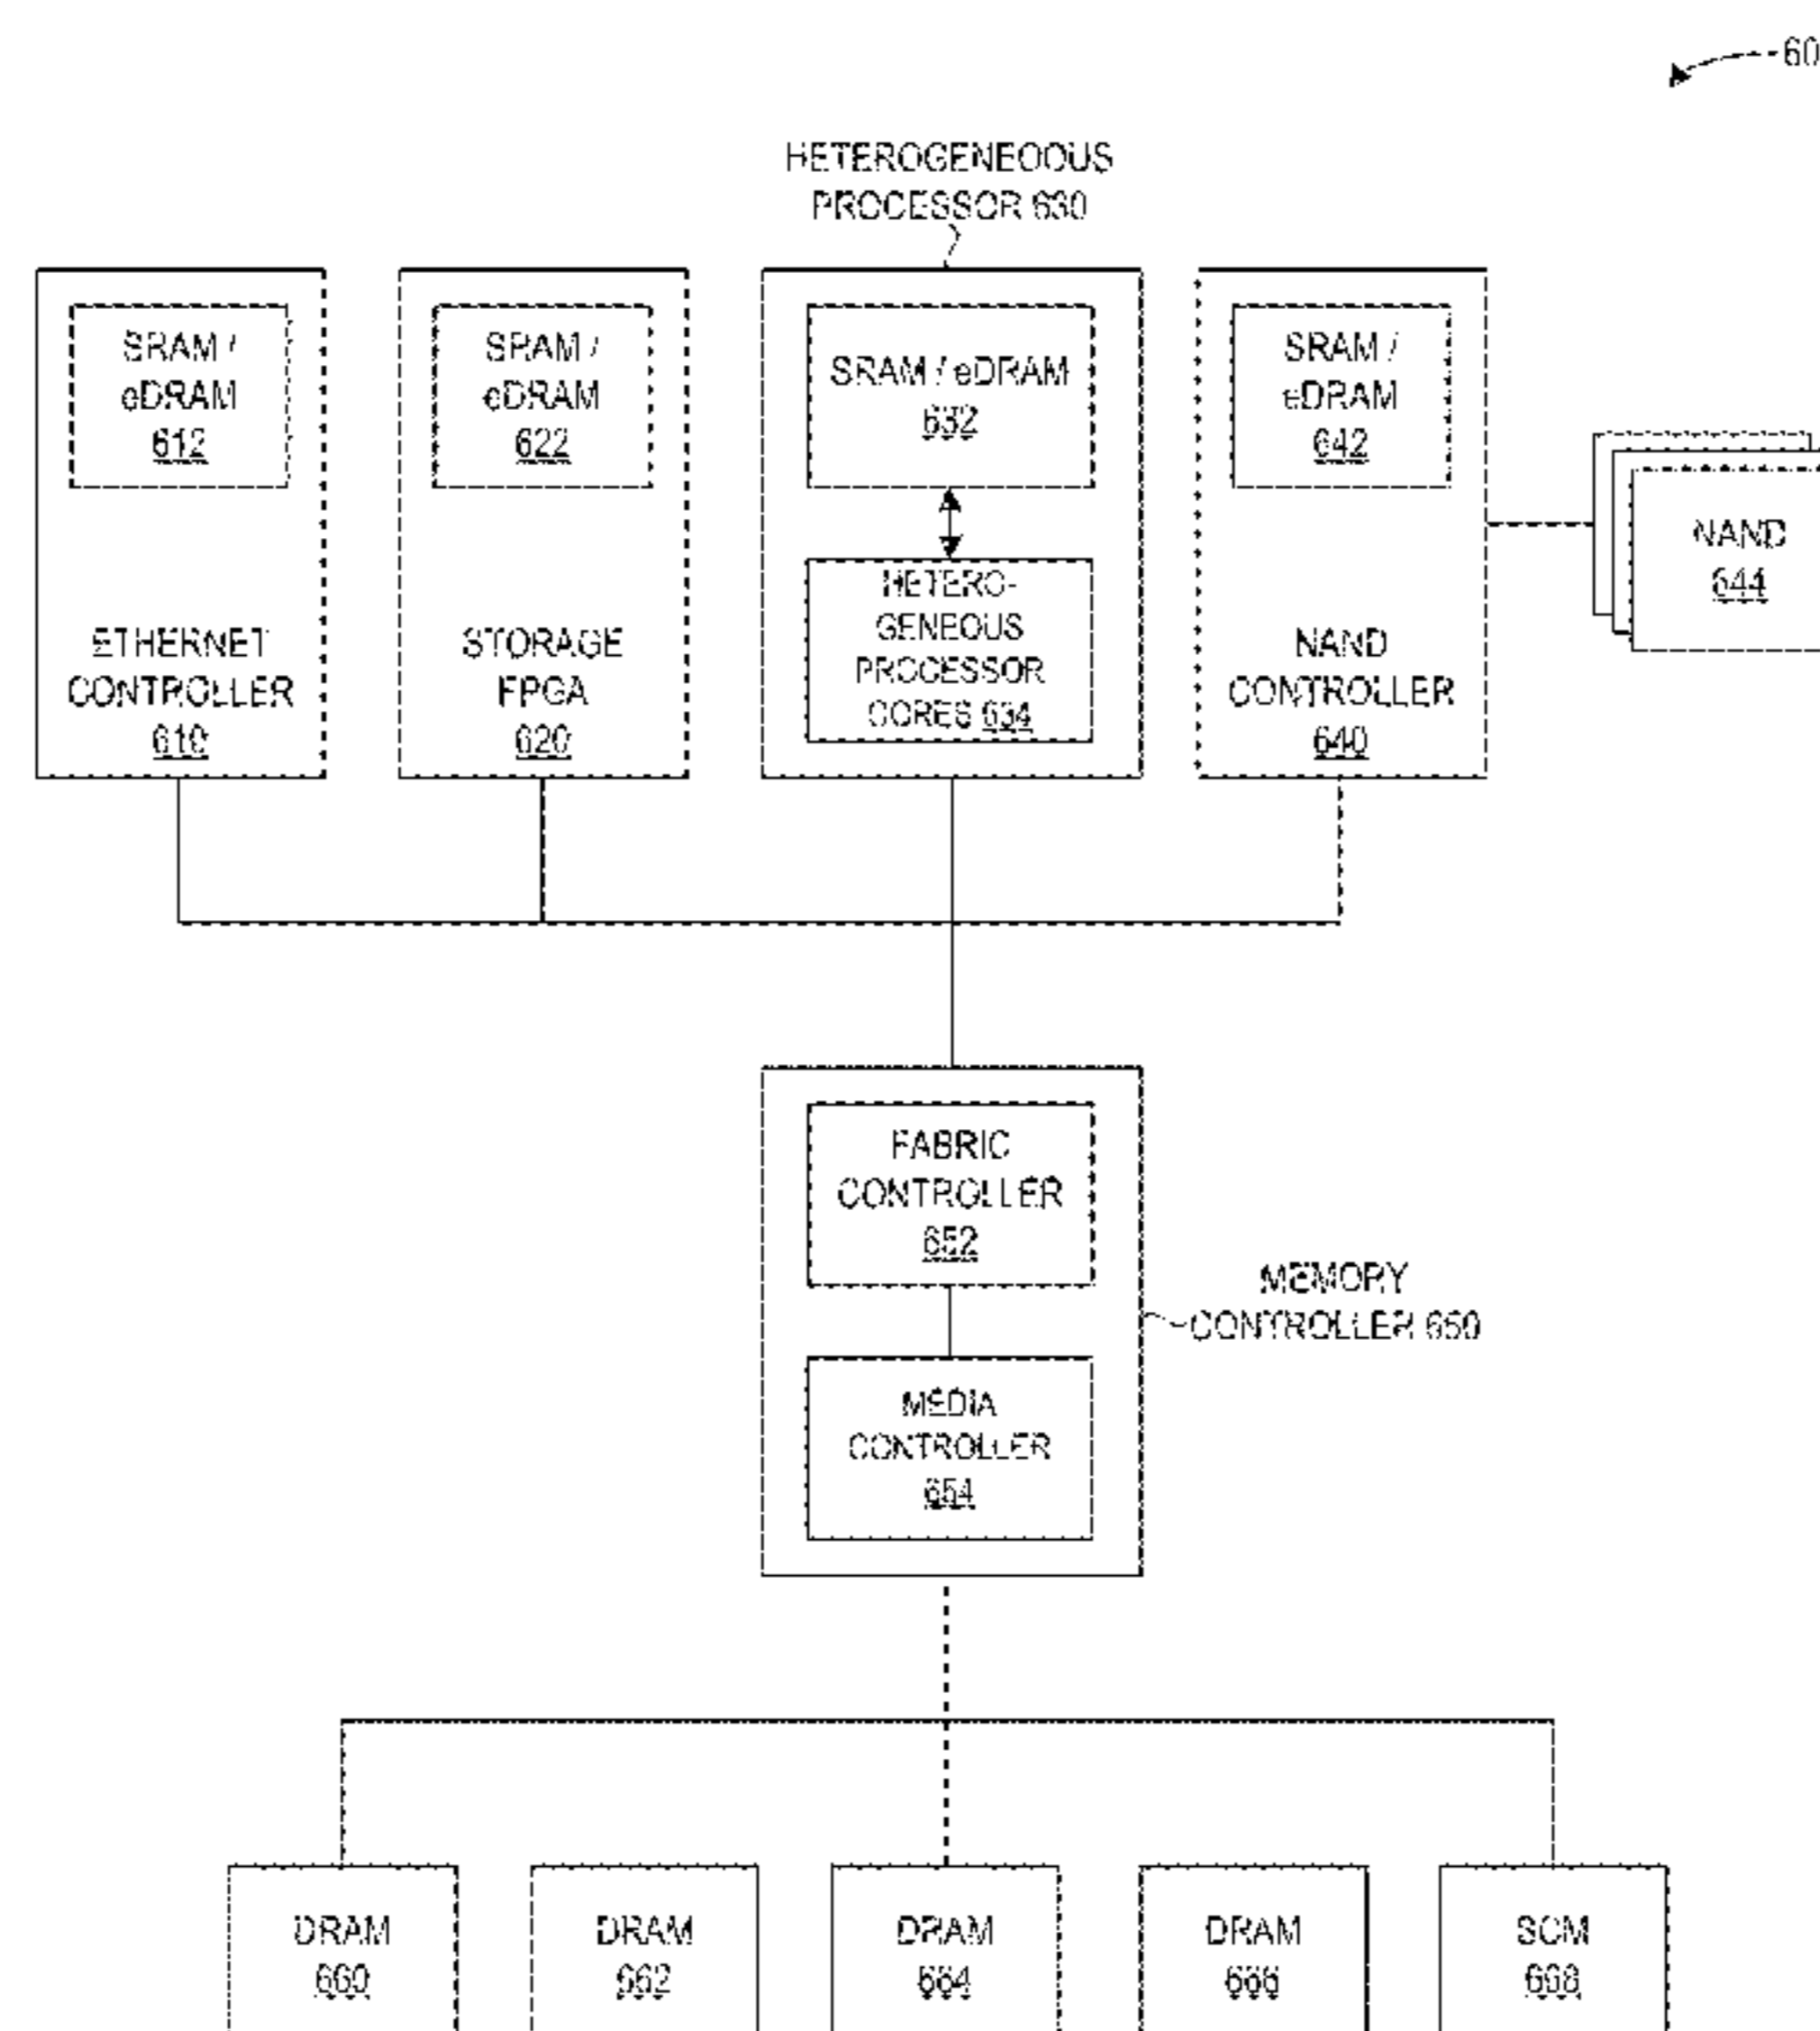 60
HETEROGENEOOUS
PROCESSOR 630
SRAM /
eDRAM
612
ETHERNET
CONTROLLER
610
SRAM /
eDRAM
622
STORAGE
FPGA
620
SRAM / eDRAM
632
HETERO-
GENEOUS
PROCESSOR
CORES 634
SRAM /
eDRAM
642
NAND
CONTROLLER
640
NAND
644
FABRIC
CONTROLLER
652
MEDIA
CONTROLLER
654
MEMORY
CONTROLLER 650
DRAM
660
DRAM
662
DRAM
664
DRAM
666
SCM
668